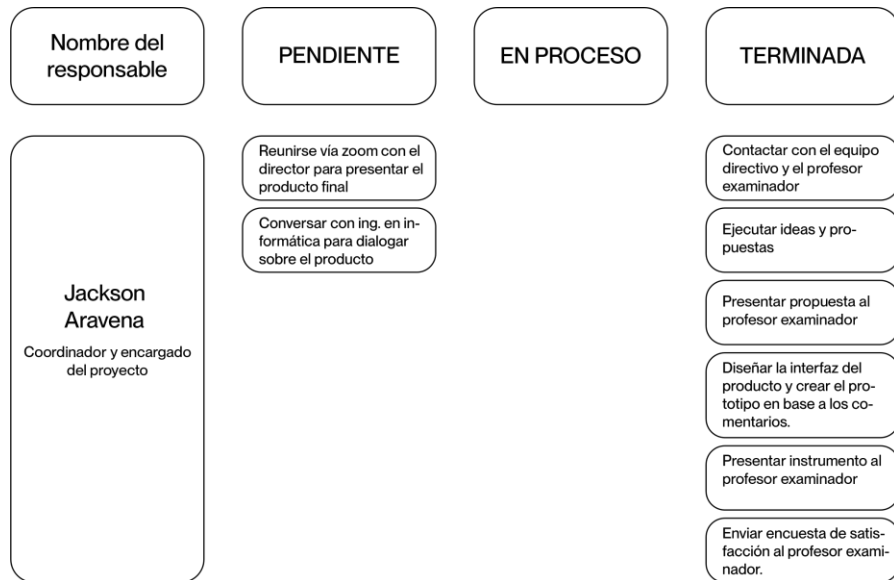 Nombre del
responsable
PENDIENTE
EN PROCESO
TERMINADA
Jackson
Aravena
Coordinador y encargado
del proyecto
Reunirse vía zoom con el
director para presentar el
producto final
Conversar con ing. en in-
formática para dialogar
sobre el producto
Contactar con el equipo
directivo y el profesor
examinador
Ejecutar ideas y pro-
puestas
Presentar propuesta al
profesor examinador
Diseñar la interfaz del
producto y crear el pro-
totipo en base a los co-
mentarios.
Presentar instrumento al
profesor examinador
Enviar encuesta de satis-
facción al profesor exami-
nador.